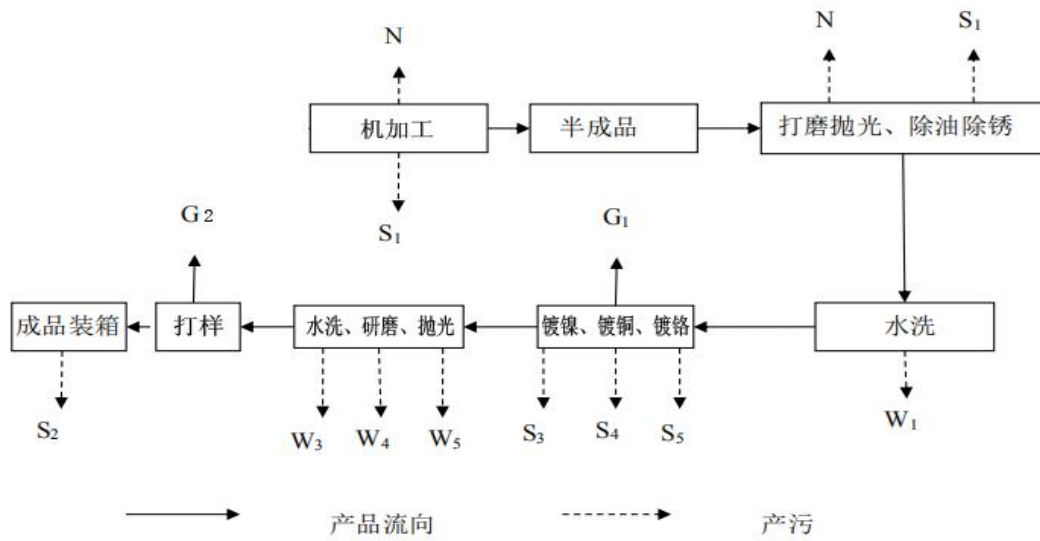 N
N
S₁
机加工
半成品
打磨抛光、除油除锈
S₁
G₂
G₁
成品装箱
打样
水洗、研磨、抛光
镀镍、镀铜、镀铬
水洗
S₂
W₃
W₄
W₅
S₃
S₄
S₅
W₁
产品流向
产污